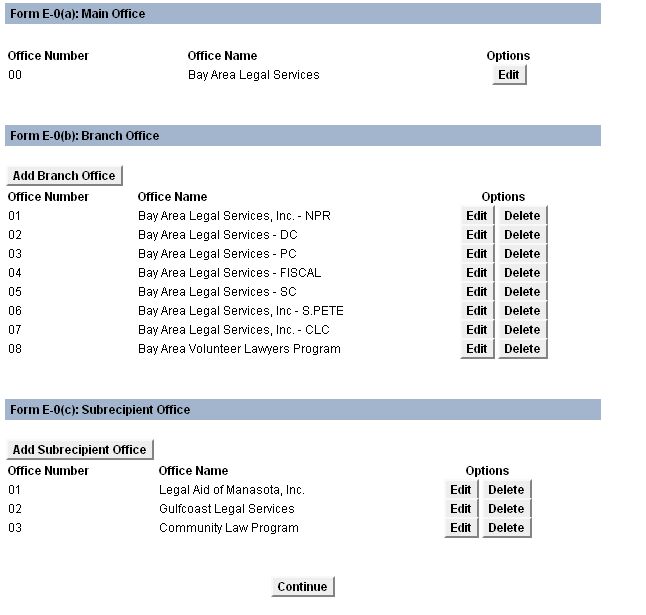 Form E-0(a): Main Office
Office Number Office Name Options
00 Bay Area Legal Services Edit
Form E-0(b): Branch Office
Add Branch Office
Office Number Office Name Options
01 Bay Area Legal Services, Inc. - NPR Edit Delete
02 Bay Area Legal Services - DC Edit Delete
03 Bay Area Legal Services - PC Edit Delete
04 Bay Area Legal Services - FISCAL Edit Delete
05 Bay Area Legal Services - SC Edit Delete
06 Bay Area Legal Services, Inc - S.PETE Edit Delete
07 Bay Area Legal Services, Inc. - CLC Edit Delete
08 Bay Area Volunteer Lawyers Program Edit Delete
Form E-0(c): Subrecipient Office
Add Subrecipient Office
Office Number Office Name Options
01 Legal Aid of Manasota, Inc. Edit Delete
02 Gulfcoast Legal Services Edit Delete
03 Community Law Program Edit Delete
Continue